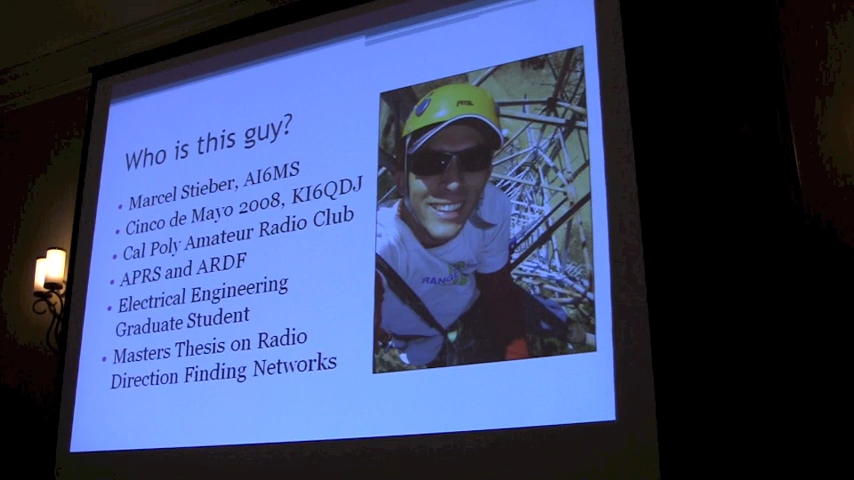 Who is this guy?
• Marcel Stieber, AI6MS
• Cinco de Mayo 2008, KI6QDJ
• Cal Poly Amateur Radio Club
• APRS and ARDF
• Electrical Engineering
Graduate Student
• Masters Thesis on Radio
Direction Finding Networks
PETZL